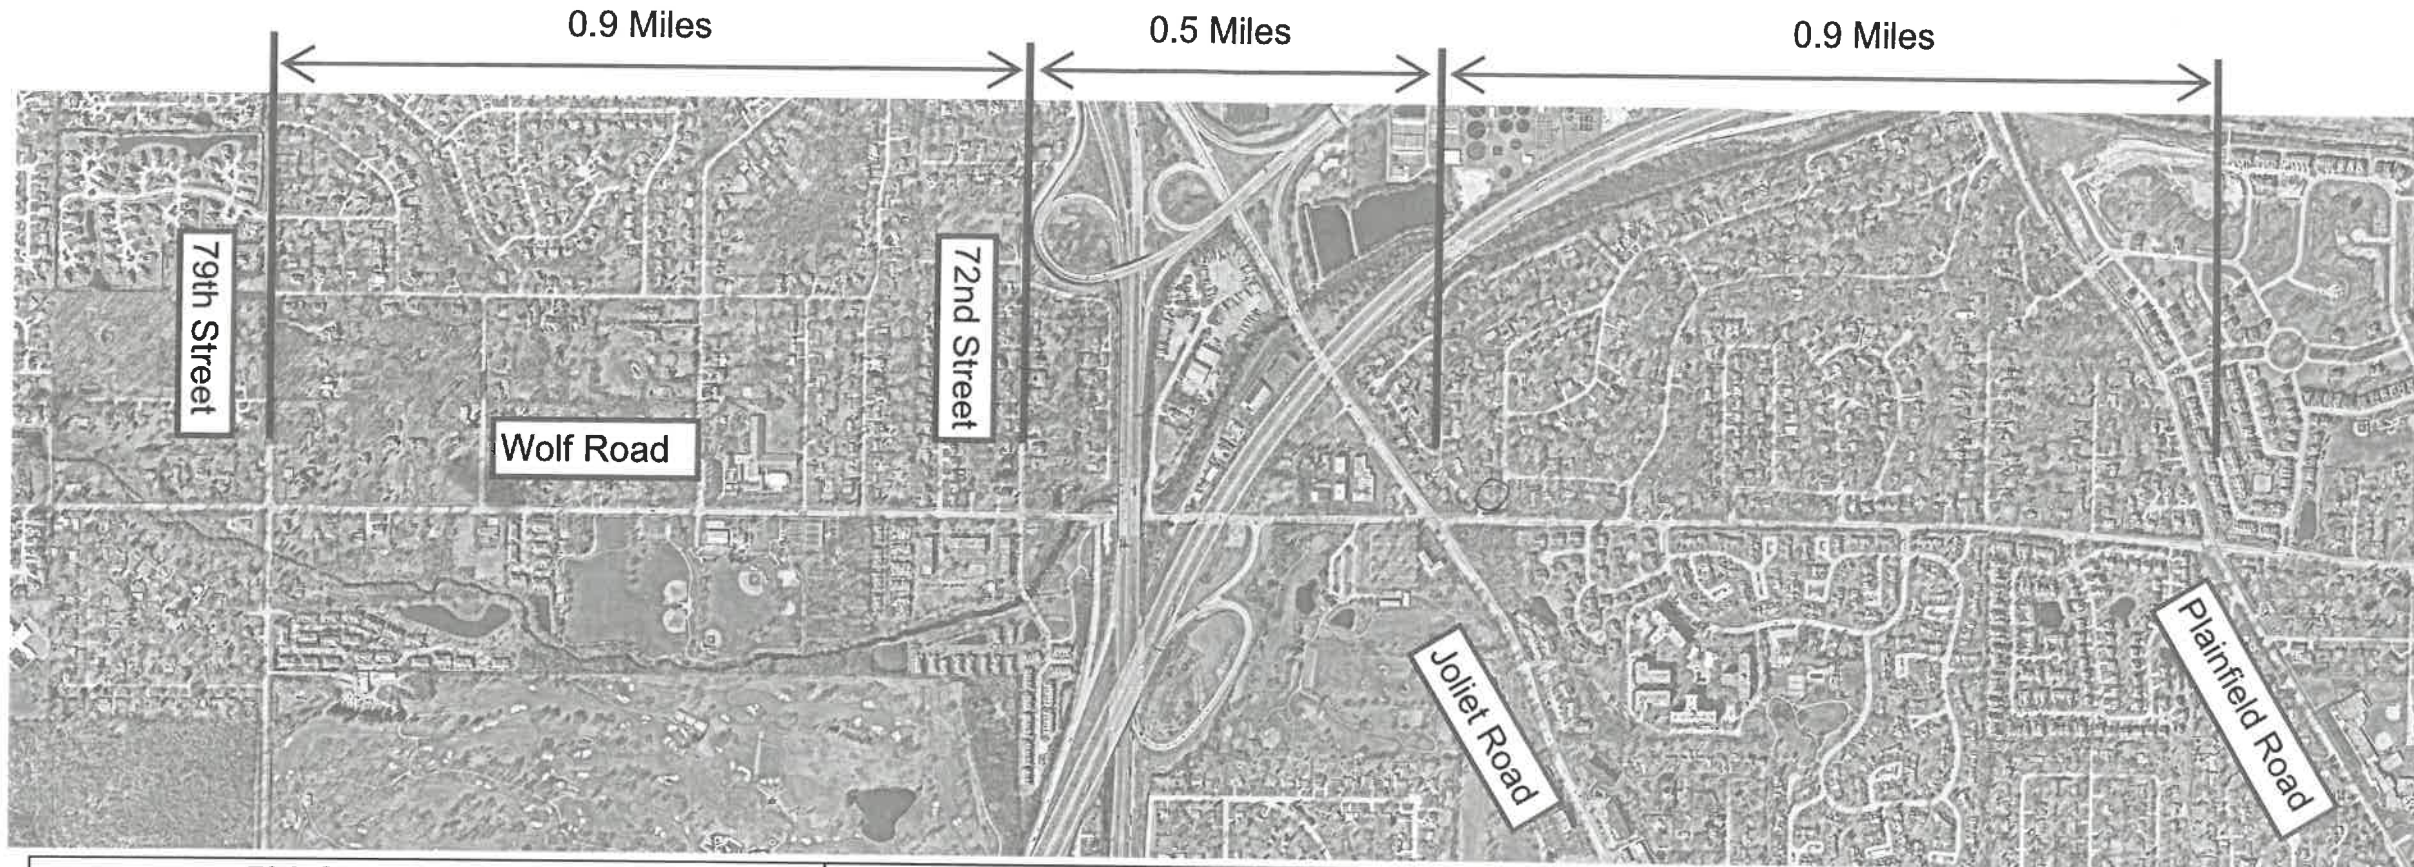 0.9 Miles
0.5 Miles
0.9 Miles
79th Street
72nd Street
Wolf Road
Joliet Road
Plainfield Road